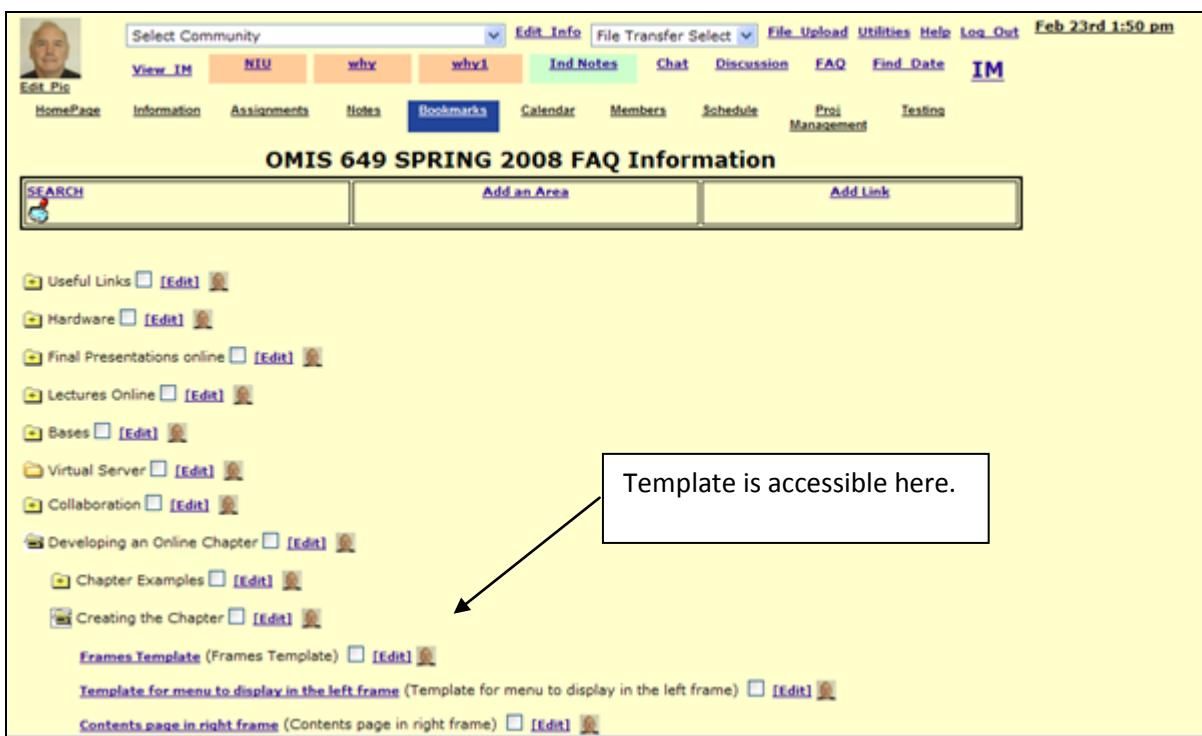 Select Community Edit Info File Transfer Select File Upload Utilities Help Log Out Feb 23rd 1:50 pm
View IM NIU why why1 Ind Notes Chat Discussion FAQ Find Date IM
Edit Pic
HomePage Information Assignments Notes Bookmarks Calendar Members Schedule Proj Management Testing
OMIS 649 SPRING 2008 FAQ Information
SEARCH Add an Area Add Link
Useful Links [Edit]
Hardware [Edit]
Final Presentations online [Edit]
Lectures Online [Edit]
Bases [Edit]
Virtual Server [Edit]
Template is accessible here.
Collaboration [Edit]
Developing an Online Chapter [Edit]
Chapter Examples [Edit]
Creating the Chapter [Edit]
Frames Template (Frames Template) [Edit]
Template for menu to display in the left frame (Template for menu to display in the left frame) [Edit]
Contents page in right frame (Contents page in right frame) [Edit]